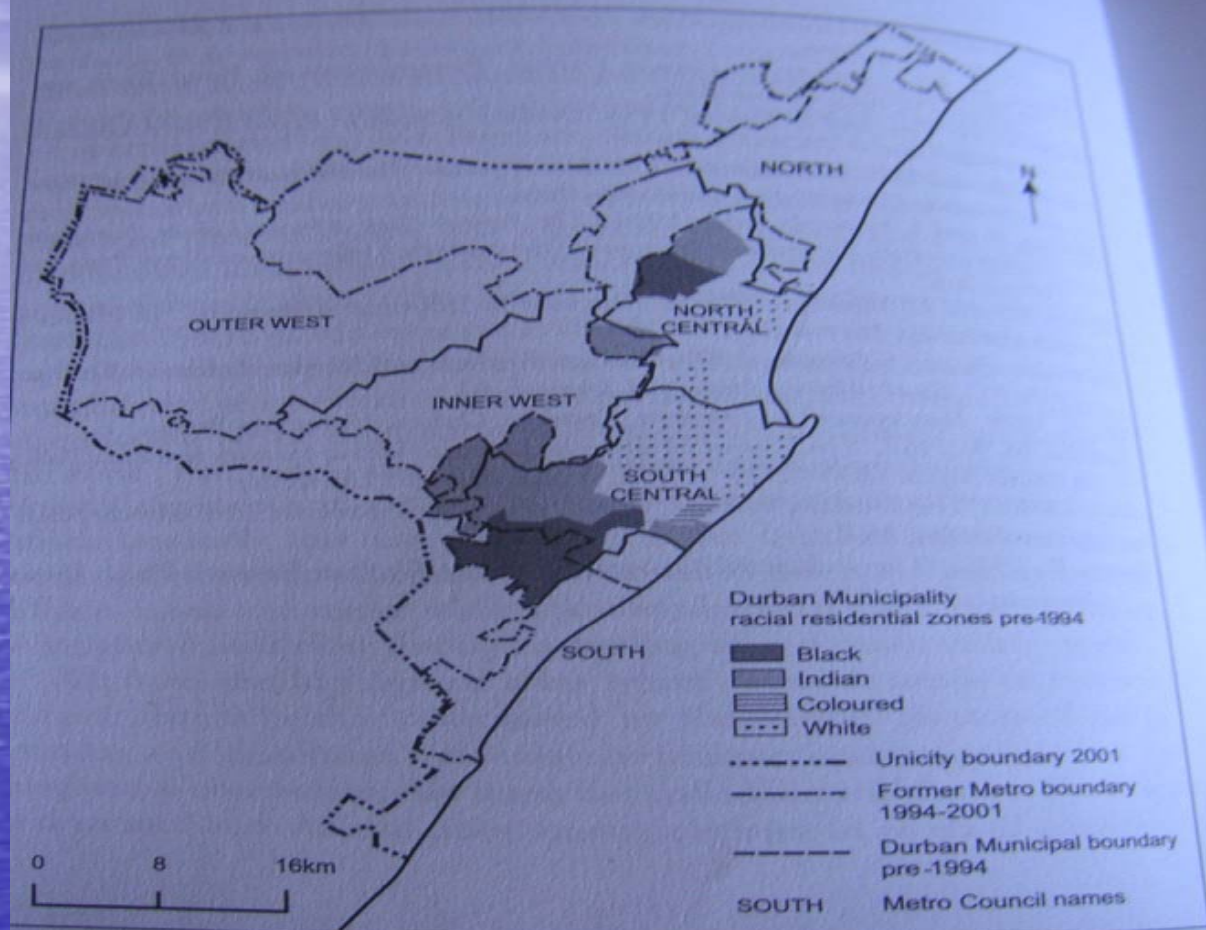 NORTH
N
NORTH
CENTRAL
OUTER WEST
INNER WEST
SOUTH
CENTRAL
SOUTH
Durban Municipality
racial residential zones pre-1994
Black
Indian
Coloured
White
Unicity boundary 2001
Former Metro boundary
1994-2001
Durban Municipal boundary
pre-1994
SOUTH Metro Council names
0 8 16km